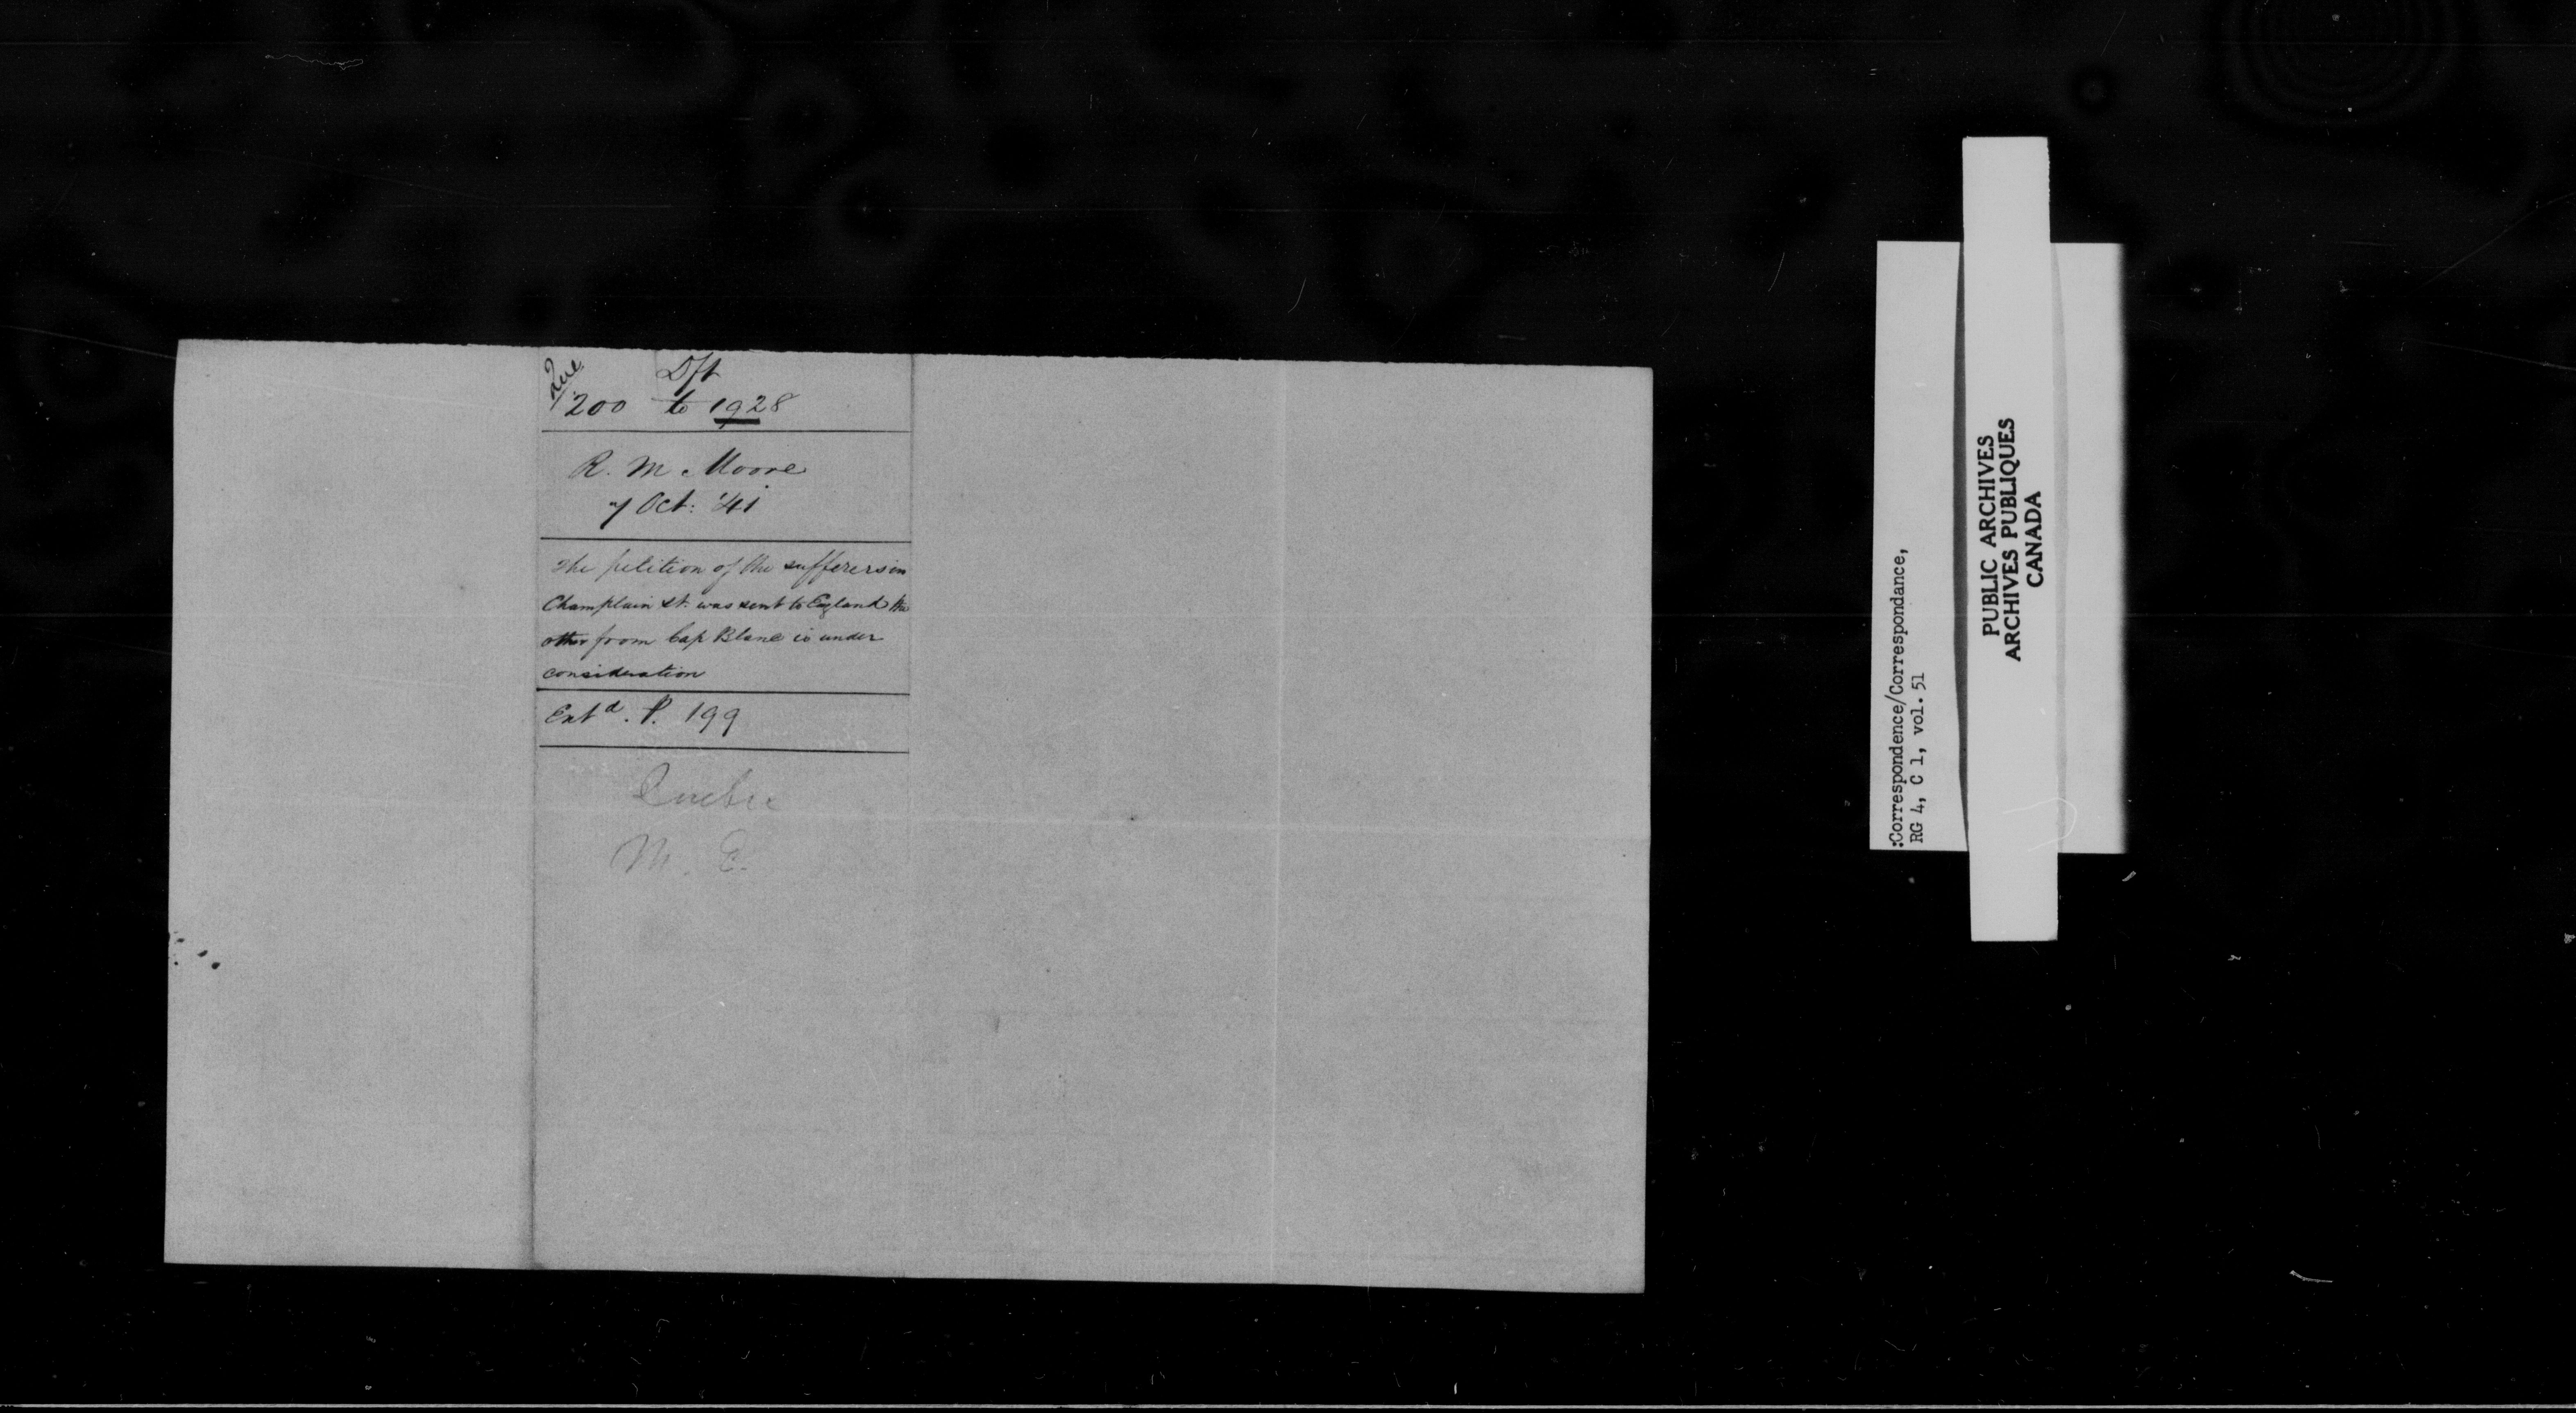 Que
Dft
200 to 1928
R. M. Moore
7 Oct: '41
The petition of the sufferers in
Champlain St. was sent to England the
other from Cap Blanc is under
consideration
Entd. P. 199
Quebec
M. E.
:Correspondence/Correspondance,
RG 4, C 1, vol. 51
PUBLIC ARCHIVES
ARCHIVES PUBLIQUES
CANADA